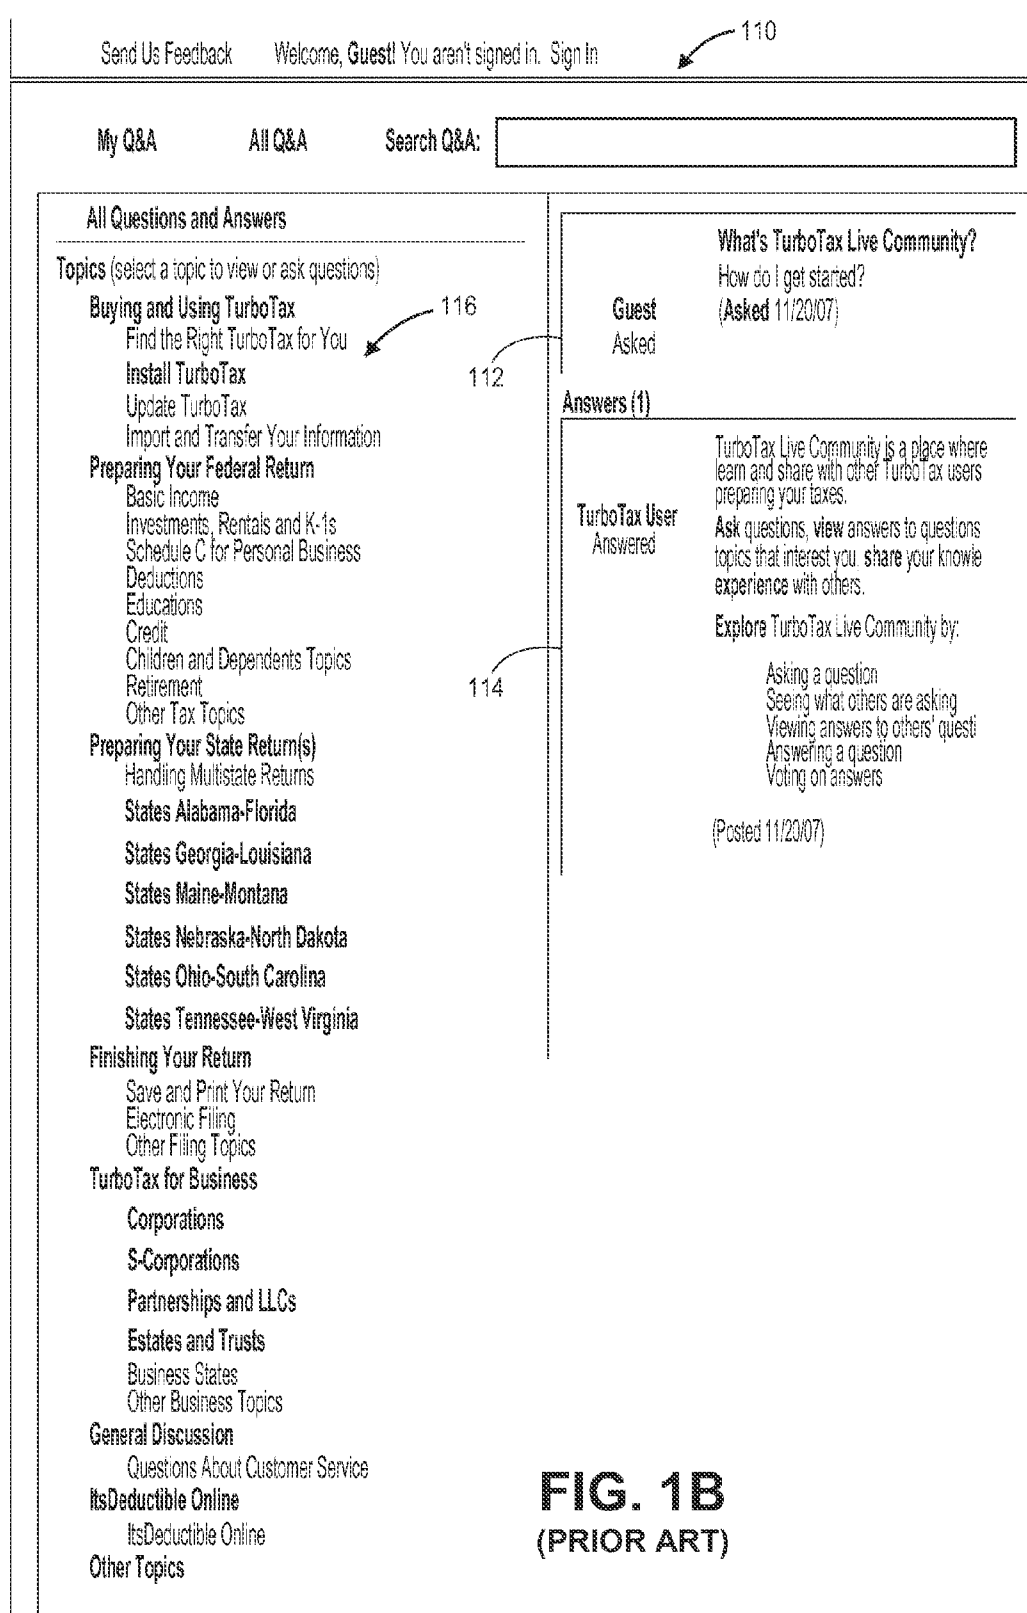 110
Send Us Feedback Welcome, Guest! You aren't signed in. Sign In
My Q&A All Q&A Search Q&A:
All Questions and Answers
Topics (select a topic to view or ask questions)
Buying and Using TurboTax
116
Find the Right TurboTax for You
Install TurboTax
Update TurboTax
Import and Transfer Your Information
Preparing Your Federal Return
Basic Income
Investments, Rentals and K-1s
Schedule C for Personal Business
Deductions
Educations
Credit
Children and Dependents Topics
Retirement
Other Tax Topics
Preparing Your State Return(s)
Handling Multistate Returns
States Alabama-Florida
States Georgia-Louisiana
States Maine-Montana
States Nebraska-North Dakota
States Ohio-South Carolina
States Tennessee-West Virginia
Finishing Your Return
Save and Print Your Return
Electronic Filing
Other Filing Topics
TurboTax for Business
Corporations
S-Corporations
Partnerships and LLCs
Estates and Trusts
Business States
Other Business Topics
General Discussion
Questions About Customer Service
ItsDeductible Online
ItsDeductible Online
Other Topics
What's TurboTax Live Community?
How do I get started?
Guest (Asked 11/20/07)
Asked
112
Answers (1)
TurboTax Live Community is a place where
learn and share with other TurboTax users
preparing your taxes.
TurboTax User
Answered
Ask questions, view answers to questions
topics that interest you, share your knowle
experience with others.
Explore TurboTax Live Community by:
114
Asking a question
Seeing what others are asking
Viewing answers to others' questi
Answering a question
Voting on answers
(Posted 11/20/07)
FIG. 1B
(PRIOR ART)